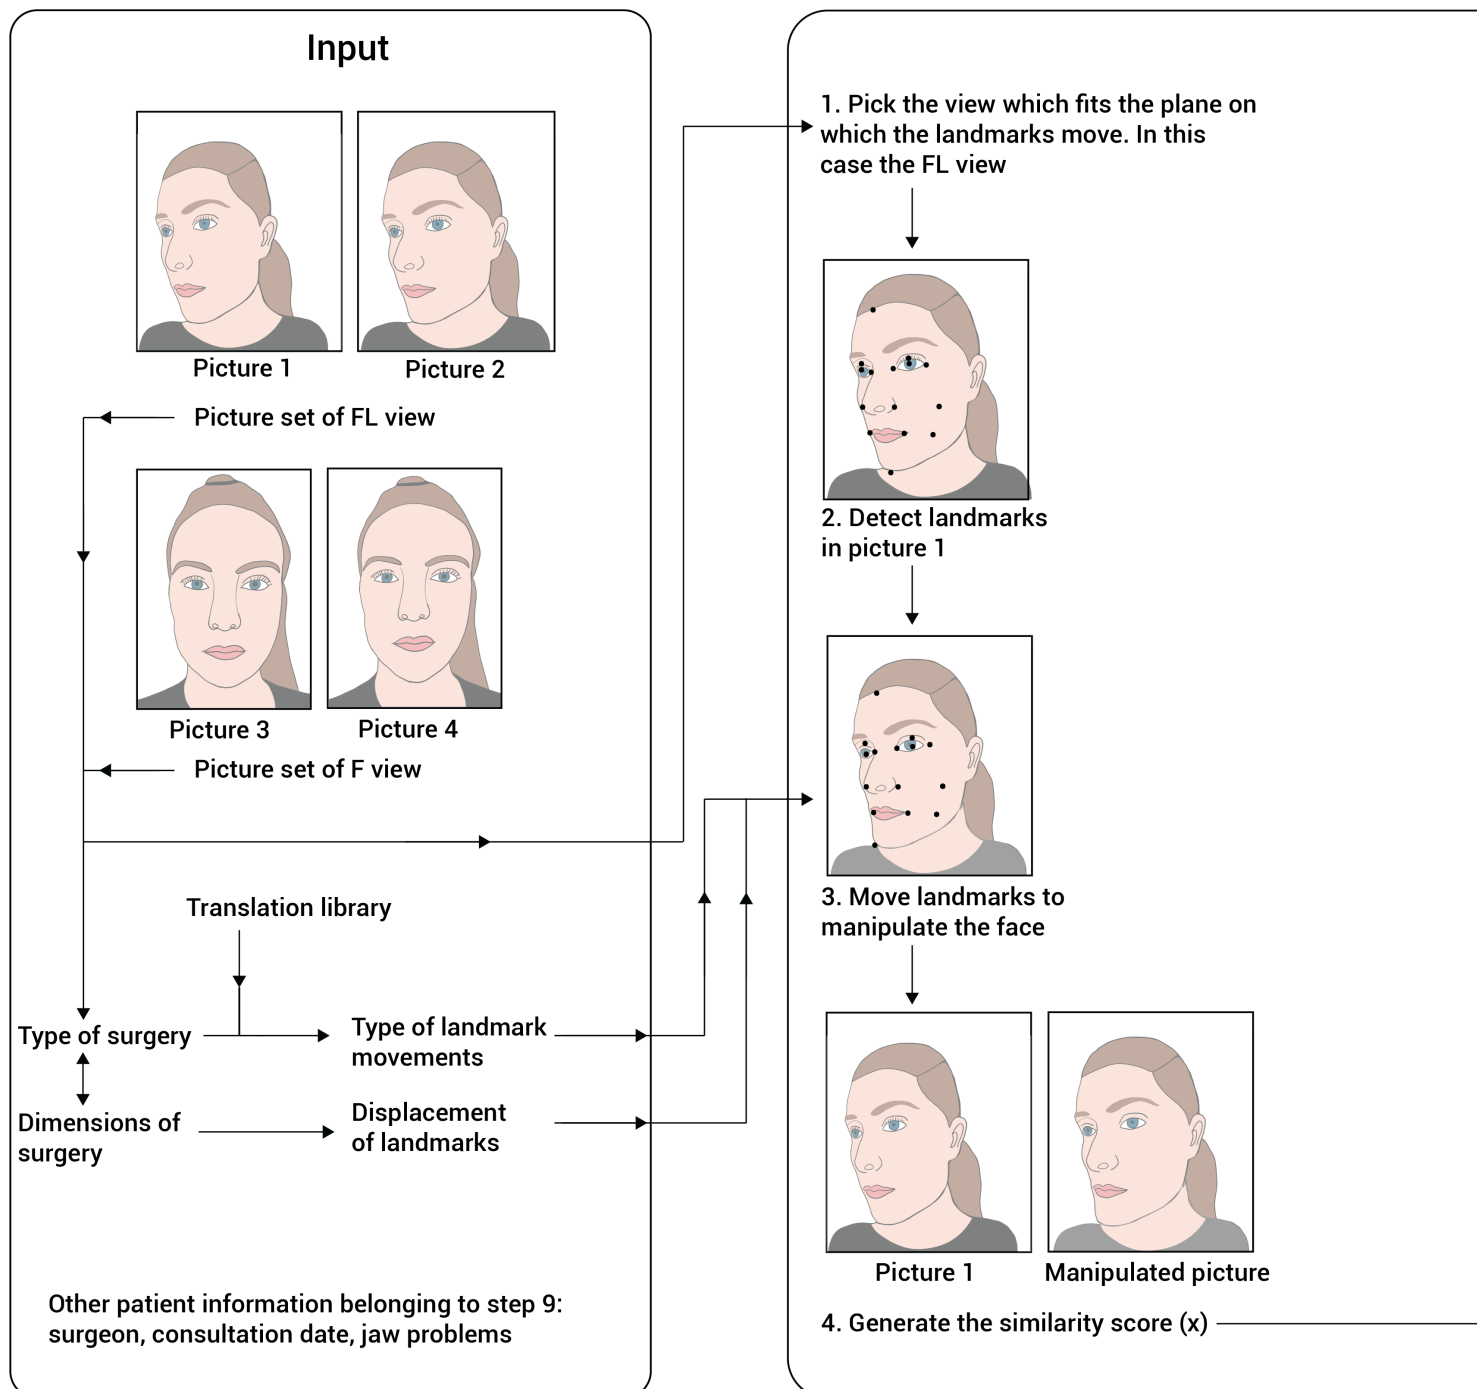 Input
Picture 1
Picture 2
Picture set of FL view
Picture 3
Picture 4
Picture set of F view
Translation library
Type of surgery
Type of landmark
movements
Dimensions of
surgery
Displacement
of landmarks
Other patient information belonging to step 9:
surgeon, consultation date, jaw problems
1. Pick the view which fits the plane on
which the landmarks move. In this
case the FL view
2. Detect landmarks
in picture 1
3. Move landmarks to
manipulate the face
Picture 1
Manipulated picture
4. Generate the similarity score (x)